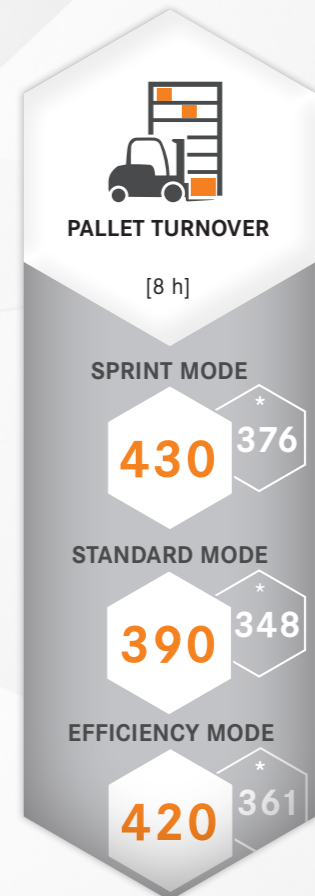 PALLET TURNOVER
[8 h]
SPRINT MODE
430
*
376
STANDARD MODE
390
*
348
EFFICIENCY MODE
420
*
361